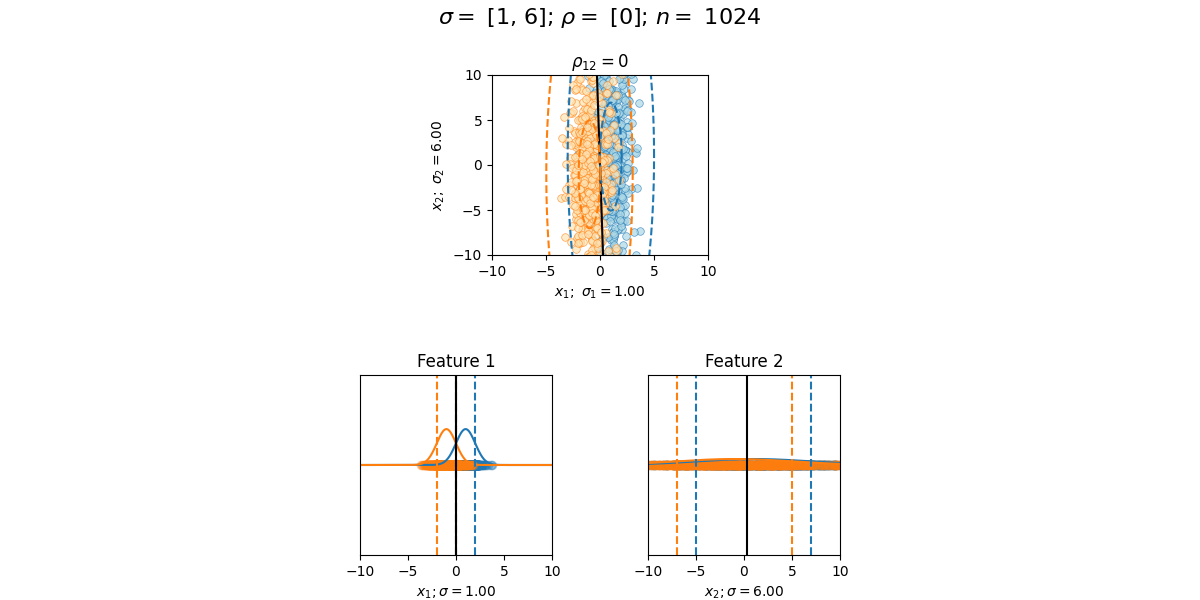 σ = [1, 6]; ρ = [0]; n = 1024
ρ₁₂ = 0
10
5
0
−5
−10
x₂; σ₂ = 6.00
−10 −5 0 5 10
x₁; σ₁ = 1.00
Feature 1 Feature 2
−10 −5 0 5 10 −10 −5 0 5 10
x₁; σ = 1.00 x₂; σ = 6.00